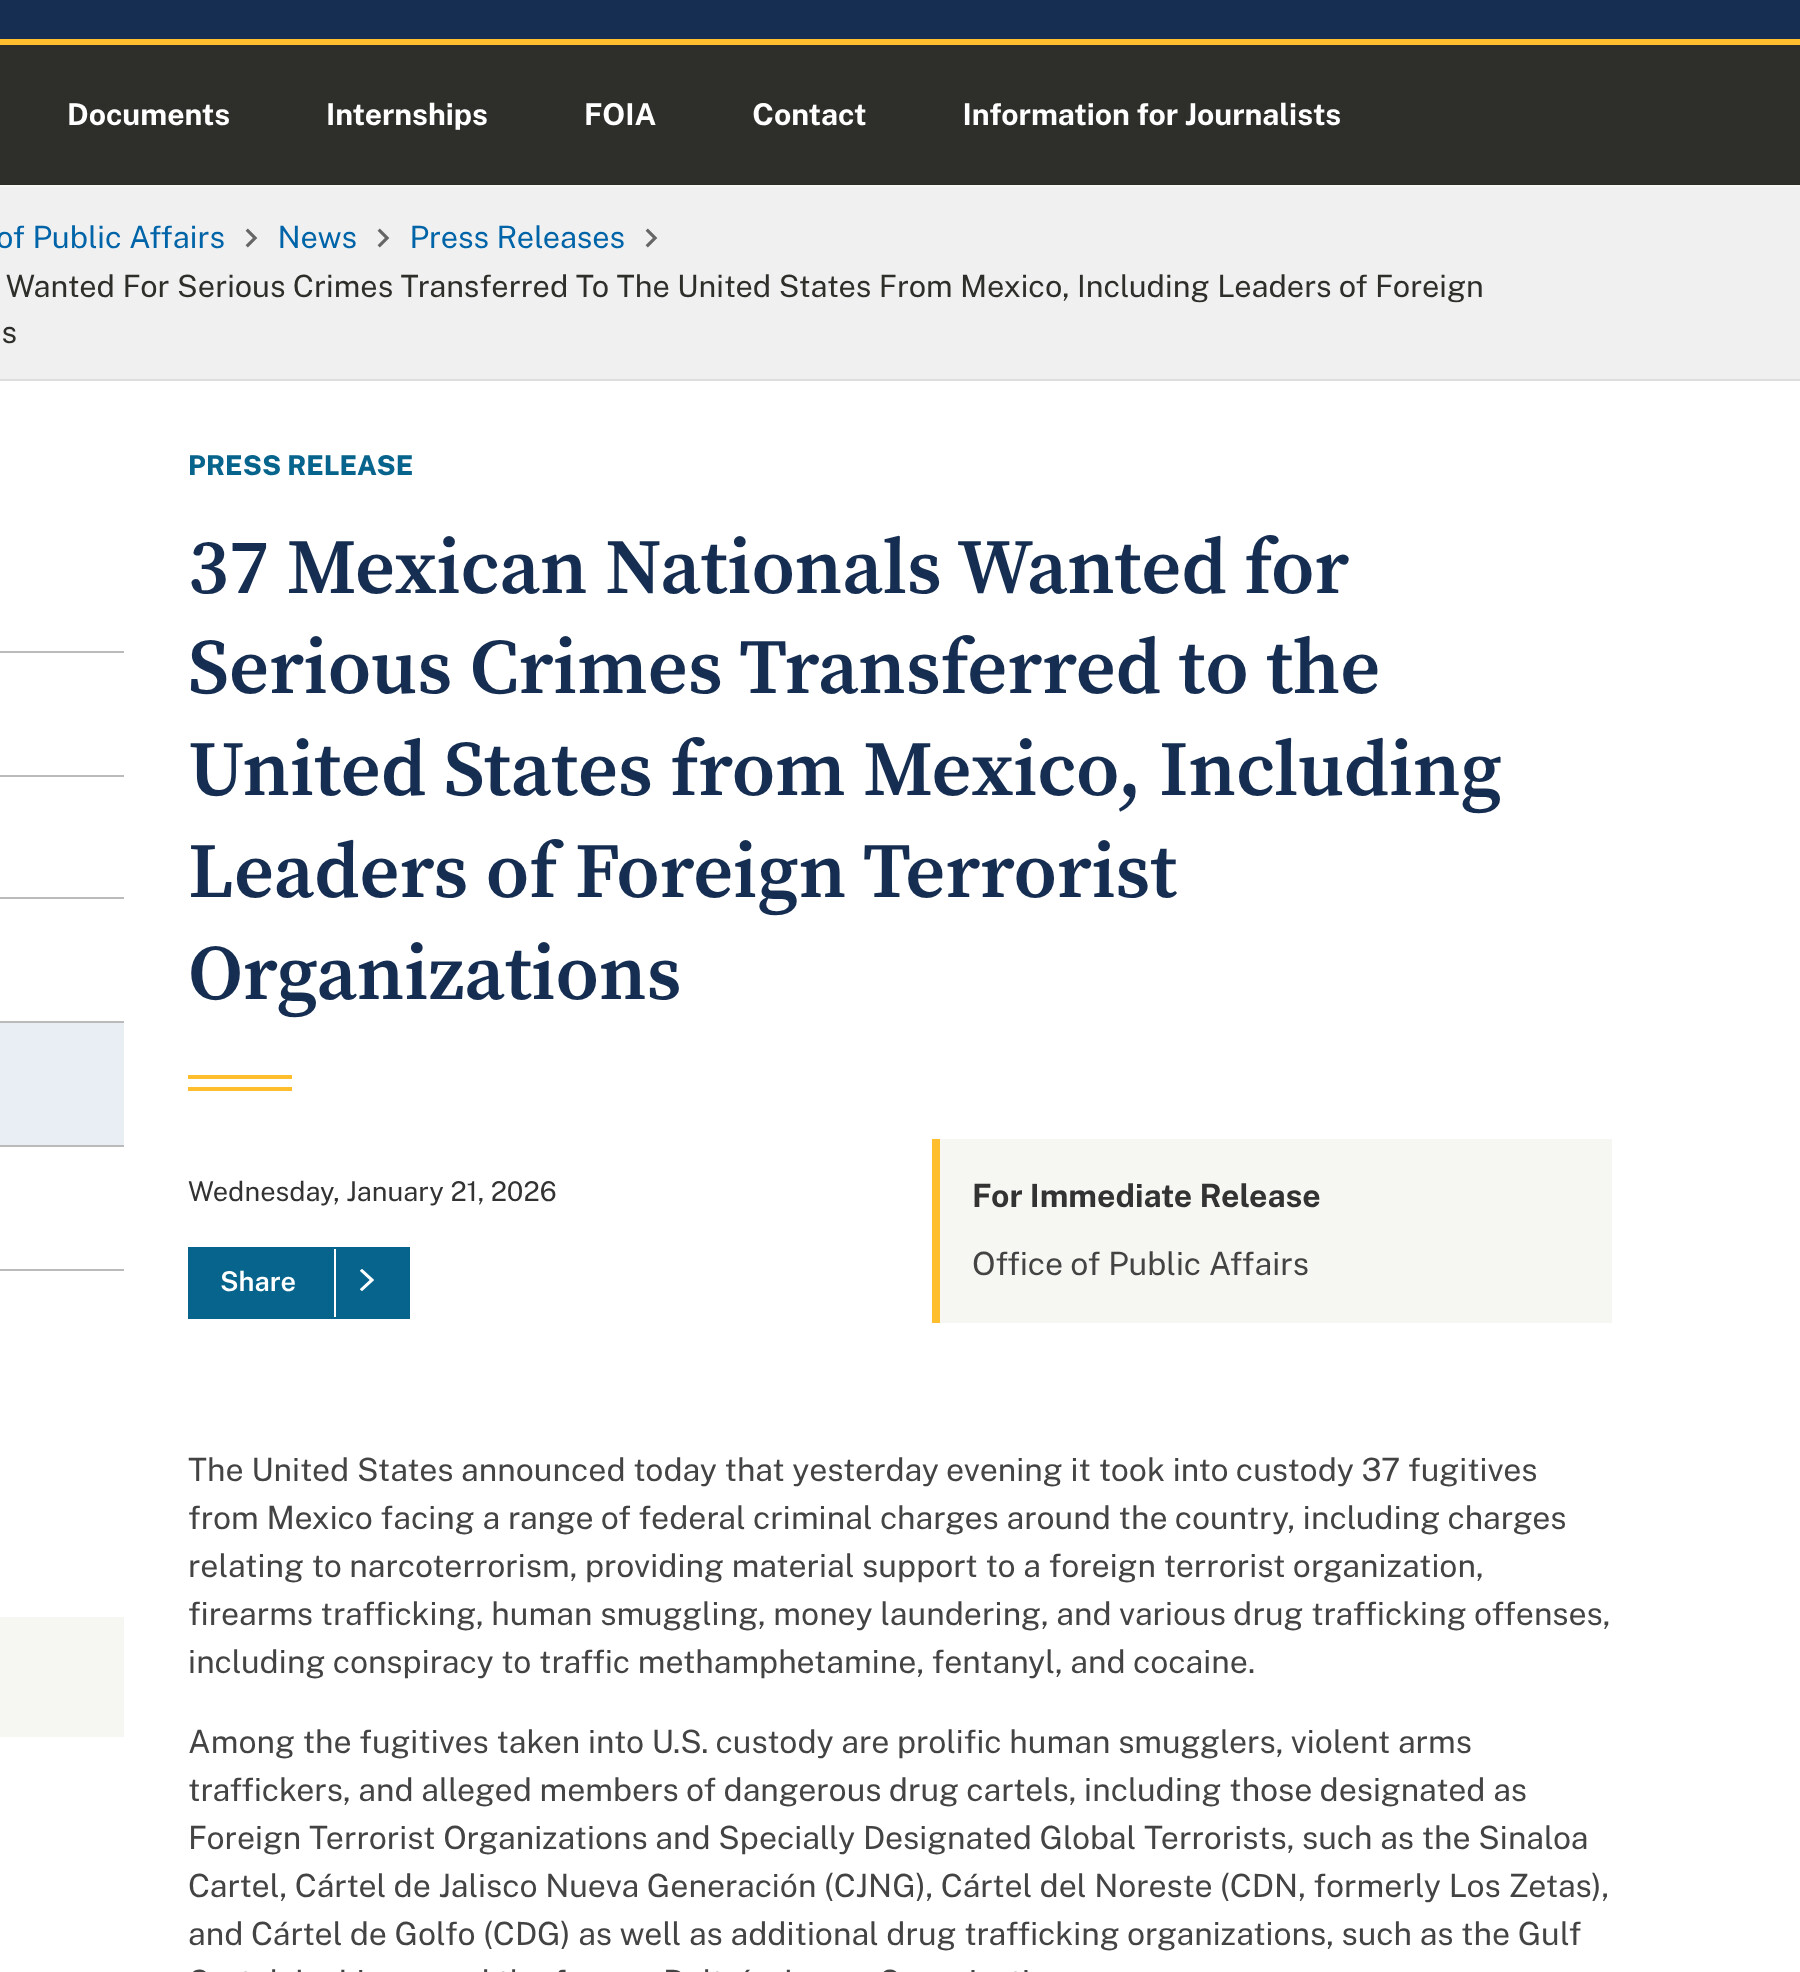 Documents Internships FOIA Contact Information for Journalists
of Public Affairs > News > Press Releases >
Wanted For Serious Crimes Transferred To The United States From Mexico, Including Leaders of Foreign
s
PRESS RELEASE
37 Mexican Nationals Wanted for
Serious Crimes Transferred to the
United States from Mexico, Including
Leaders of Foreign Terrorist
Organizations
Wednesday, January 21, 2026
For Immediate Release
Office of Public Affairs
Share >
The United States announced today that yesterday evening it took into custody 37 fugitives
from Mexico facing a range of federal criminal charges around the country, including charges
relating to narcoterrorism, providing material support to a foreign terrorist organization,
firearms trafficking, human smuggling, money laundering, and various drug trafficking offenses,
including conspiracy to traffic methamphetamine, fentanyl, and cocaine.
Among the fugitives taken into U.S. custody are prolific human smugglers, violent arms
traffickers, and alleged members of dangerous drug cartels, including those designated as
Foreign Terrorist Organizations and Specially Designated Global Terrorists, such as the Sinaloa
Cartel, Cártel de Jalisco Nueva Generación (CJNG), Cártel del Noreste (CDN, formerly Los Zetas),
and Cártel de Golfo (CDG) as well as additional drug trafficking organizations, such as the Gulf